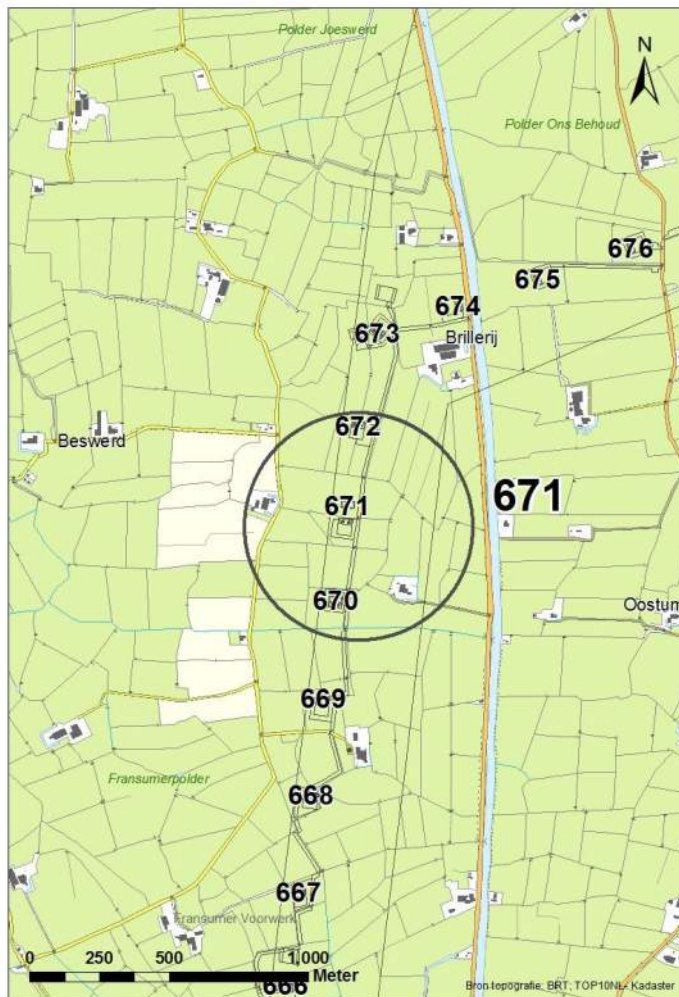 Polder Joeswerd
N
Polder Ons Behoud
676
675
674
673
Brillerij
672
Beswerd
671
671
670
Oostum
669
Fransumerpolder
668
667
Fransumer Voorwerk
0 250 500 1.000
Meter
666
Bron topografie: BRT; TOP10NL- Kadaster